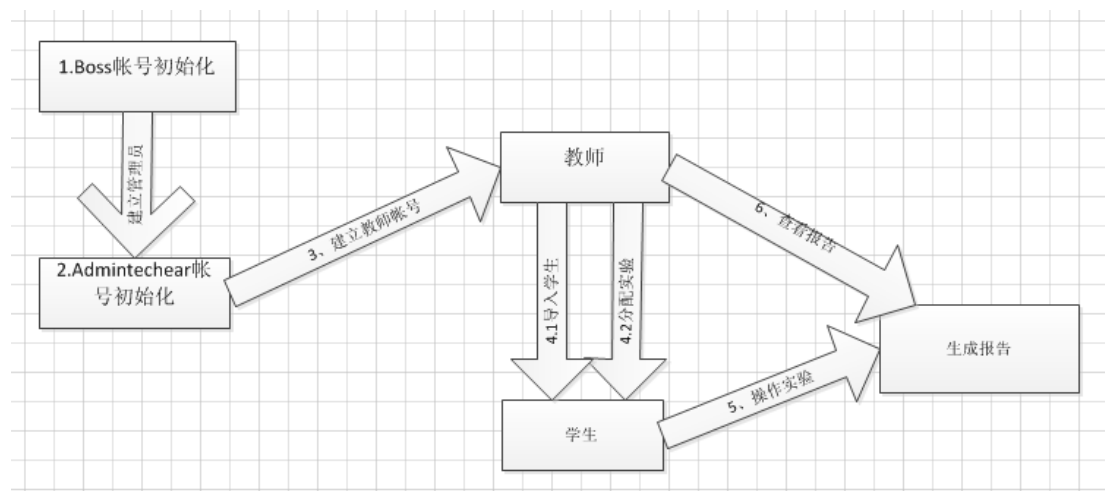 1.Boss帐号初始化
建立管理员
2.Admintechear帐
号初始化
3、建立教师帐号
教师
4.1导入学生
4.2分配实验
学生
5、操作实验
6、查看报告
生成报告